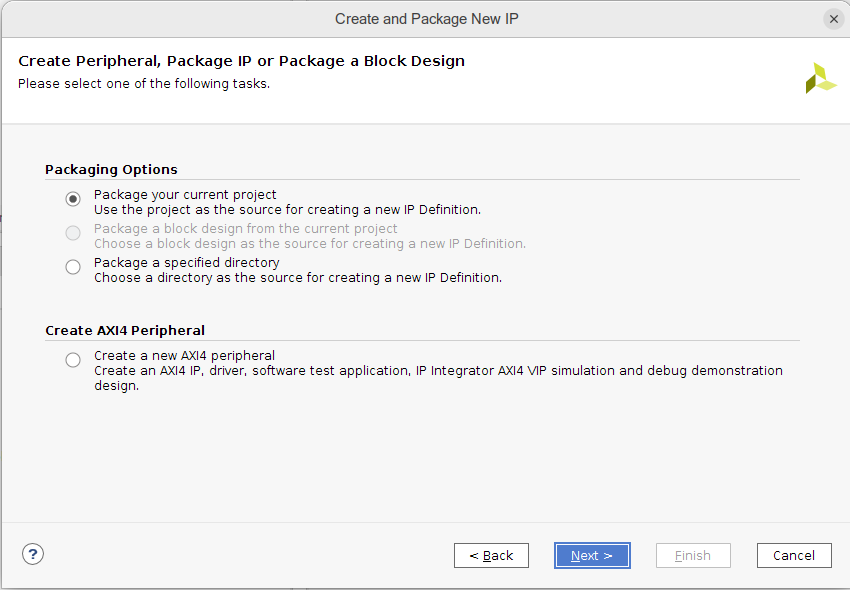 Create and Package New IP
Create Peripheral, Package IP or Package a Block Design
Please select one of the following tasks.
Packaging Options
Package your current project
Use the project as the source for creating a new IP Definition.
Package a block design from the current project
Choose a block design as the source for creating a new IP Definition.
Package a specified directory
Choose a directory as the source for creating a new IP Definition.
Create AXI4 Peripheral
Create a new AXI4 peripheral
Create an AXI4 IP, driver, software test application, IP Integrator AXI4 VIP simulation and debug demonstration
design.
?
< Back
Next >
Finish
Cancel